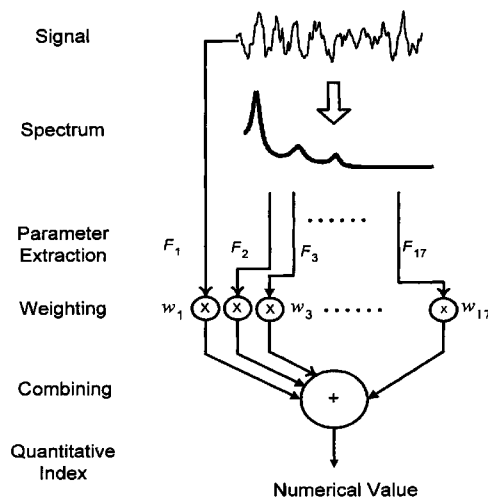 Signal
Spectrum
Parameter
Extraction
F1 F2 F3 ...... F17
Weighting
w1 x x x w3 ...... x w17
Combining
+
Quantitative
Index
Numerical Value